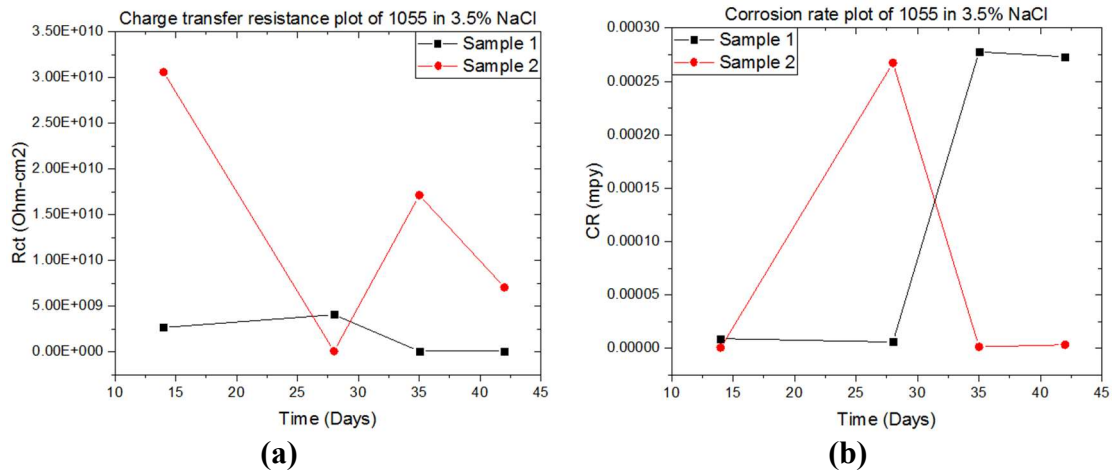 Charge transfer resistance plot of 1055 in 3.5% NaCl
3.50E+010
3.00E+010
2.50E+010
2.00E+010
1.50E+010
1.00E+010
5.00E+009
0.00E+000
Rct (Ohm-cm2)
Sample 1
Sample 2
10 15 20 25 30 35 40 45
Time (Days)
(a)
Corrosion rate plot of 1055 in 3.5% NaCl
0.00030
0.00025
0.00020
0.00015
0.00010
0.00005
0.00000
CR (mpy)
Sample 1
Sample 2
10 15 20 25 30 35 40 45
Time (Days)
(b)